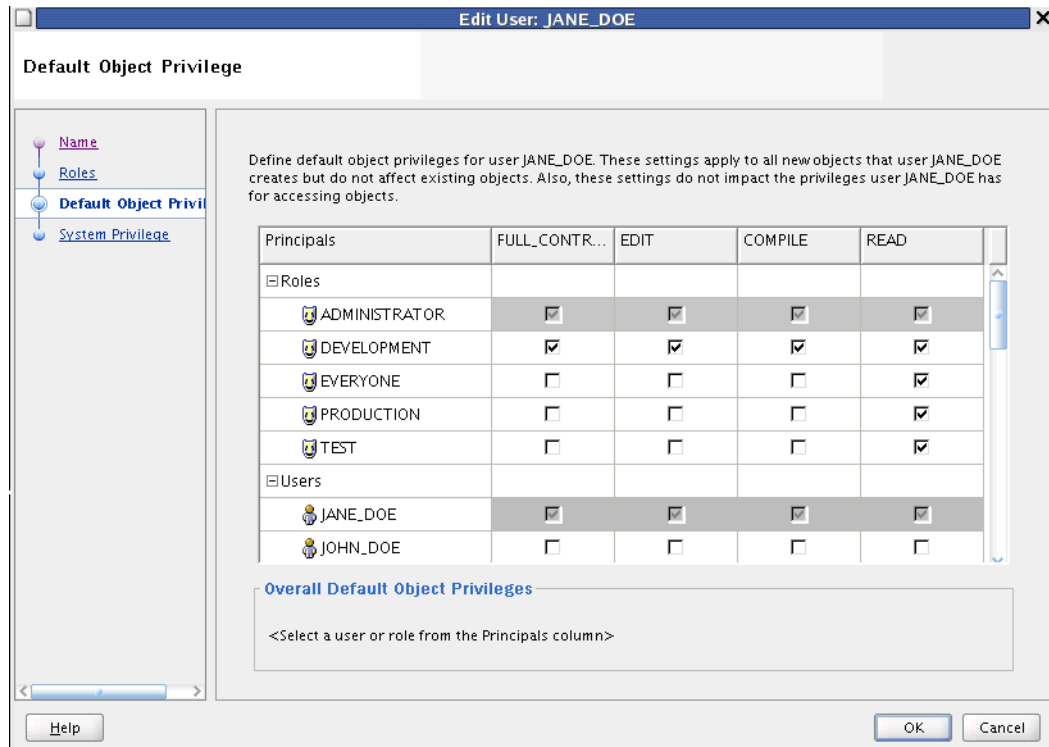 Edit User: JANE_DOE
Default Object Privilege
Name
Roles
Default Object Privil
System Privilege
Define default object privileges for user JANE_DOE. These settings apply to all new objects that user JANE_DOE
creates but do not affect existing objects. Also, these settings do not impact the privileges user JANE_DOE has
for accessing objects.
Principals FULL_CONTR... EDIT COMPILE READ
Roles
ADMINISTRATOR
DEVELOPMENT
EVERYONE
PRODUCTION
TEST
Users
JANE_DOE
JOHN_DOE
Overall Default Object Privileges
<Select a user or role from the Principals column>
Help OK Cancel